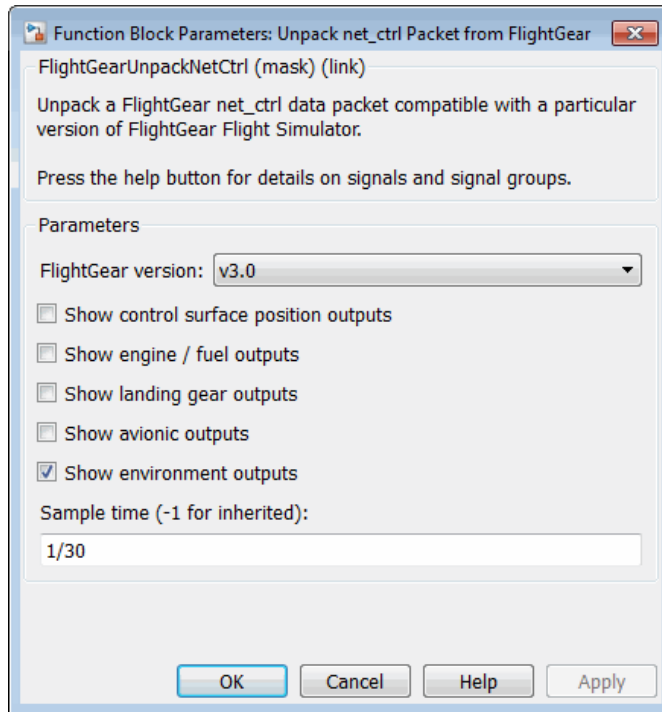 Function Block Parameters: Unpack net_ctrl Packet from FlightGear
FlightGearUnpackNetCtrl (mask) (link)
Unpack a FlightGear net_ctrl data packet compatible with a particular
version of FlightGear Flight Simulator.
Press the help button for details on signals and signal groups.
Parameters
FlightGear version: v3.0
Show control surface position outputs
Show engine / fuel outputs
Show landing gear outputs
Show avionic outputs
Show environment outputs
Sample time (-1 for inherited):
1/30
OK Cancel Help Apply